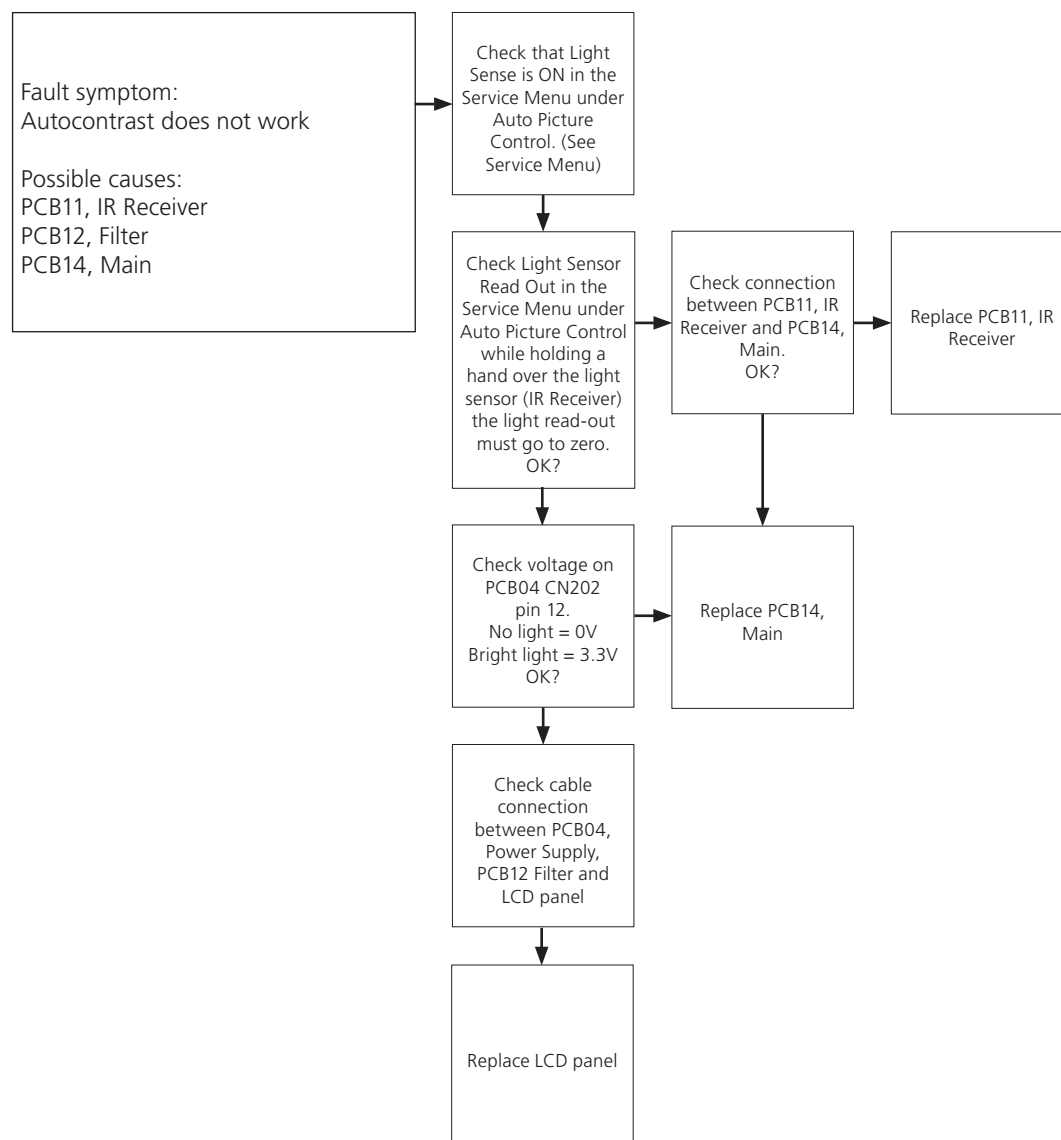 Fault symptom:
Autocontrast does not work
Possible causes:
PCB11, IR Receiver
PCB12, Filter
PCB14, Main
Check that Light
Sense is ON in the
Service Menu under
Auto Picture
Control. (See
Service Menu)
Check Light Sensor
Read Out in the
Service Menu under
Auto Picture Control
while holding a
hand over the light
sensor (IR Receiver)
the light read-out
must go to zero.
OK?
Check connection
between PCB11, IR
Receiver and PCB14,
Main.
OK?
Replace PCB11, IR
Receiver
Check voltage on
PCB04 CN202
pin 12.
No light = 0V
Bright light = 3.3V
OK?
Replace PCB14,
Main
Check cable
connection
between PCB04,
Power Supply,
PCB12 Filter and
LCD panel
Replace LCD panel